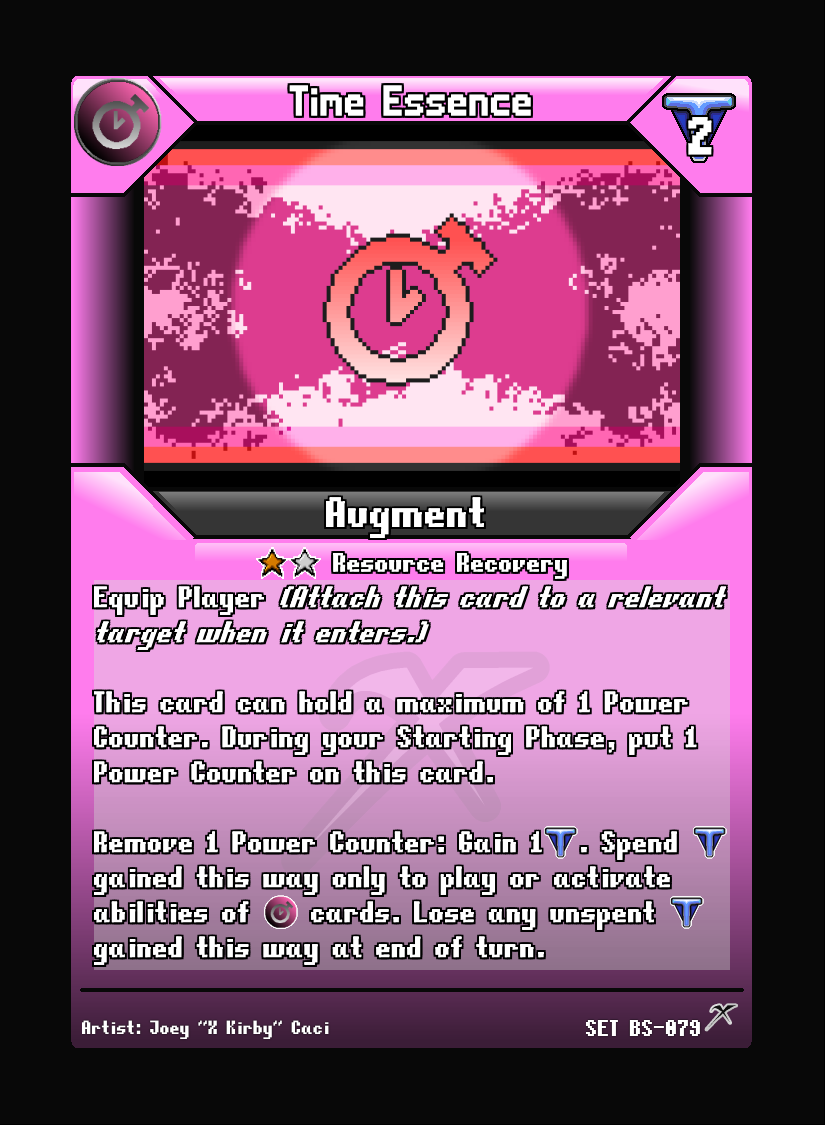 Time Essence
2
Augment
Resource Recovery
Equip Player (Attach this card to a relevant
target when it enters.)
This card can hold a maximum of 1 Power
Counter. During your Starting Phase, put 1
Power Counter on this card.
Remove 1 Power Counter: Gain 1 T. Spend T
gained this way only to play or activate
abilities of cards. Lose any unspent T
gained this way at end of turn.
Artist: Joey "X Kirby" Caci
SET BS-079